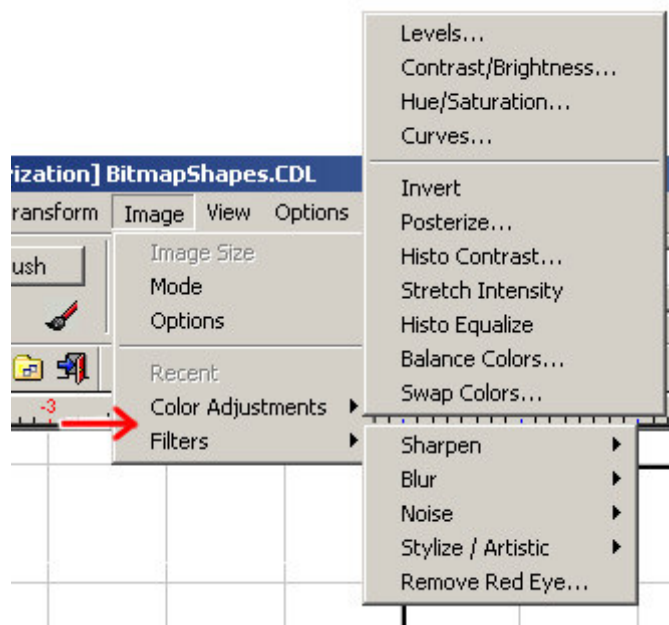 Levels...
Contrast/Brightness...
Hue/Saturation...
Curves...
Invert
Posterize...
Histo Contrast...
Stretch Intensity
Histo Equalize
Balance Colors...
Swap Colors...
ization] BitmapShapes.CDL
ransform Image View Options
ush
Image Size
Mode
Options
Recent
Color Adjustments
Filters
-3
Sharpen
Blur
Noise
Stylize / Artistic
Remove Red Eye...